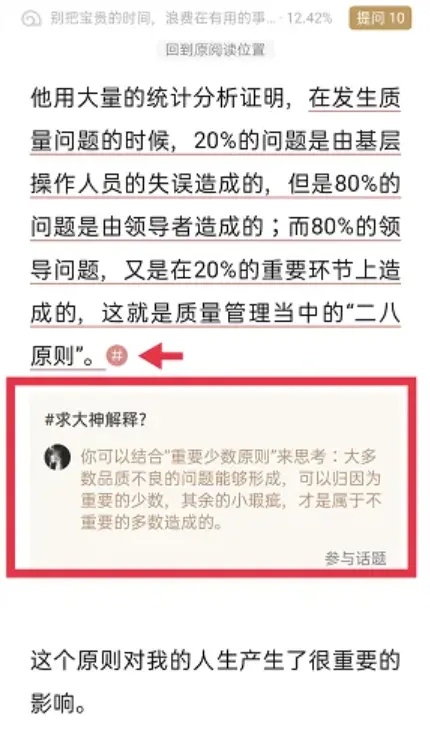 别把宝贵的时间，浪费在有用的事... · 12.42%
提问 10
回到原阅读位置
他用大量的统计分析证明，在发生质
量问题的时候，20%的问题是由基层
操作人员的失误造成的，但是80%的
问题是由领导者造成的；而80%的领
导问题，又是在20%的重要环节上造
成的，这就是质量管理当中的“二八
原则”。#
#求大神解释?
你可以结合“重要少数原则”来思考：大多
数品质不良的问题能够形成，可以归因为
重要的少数，其余的小瑕疵，才是属于不
重要的多数造成的。
参与话题
这个原则对我的人生产生了很重要的
影响。